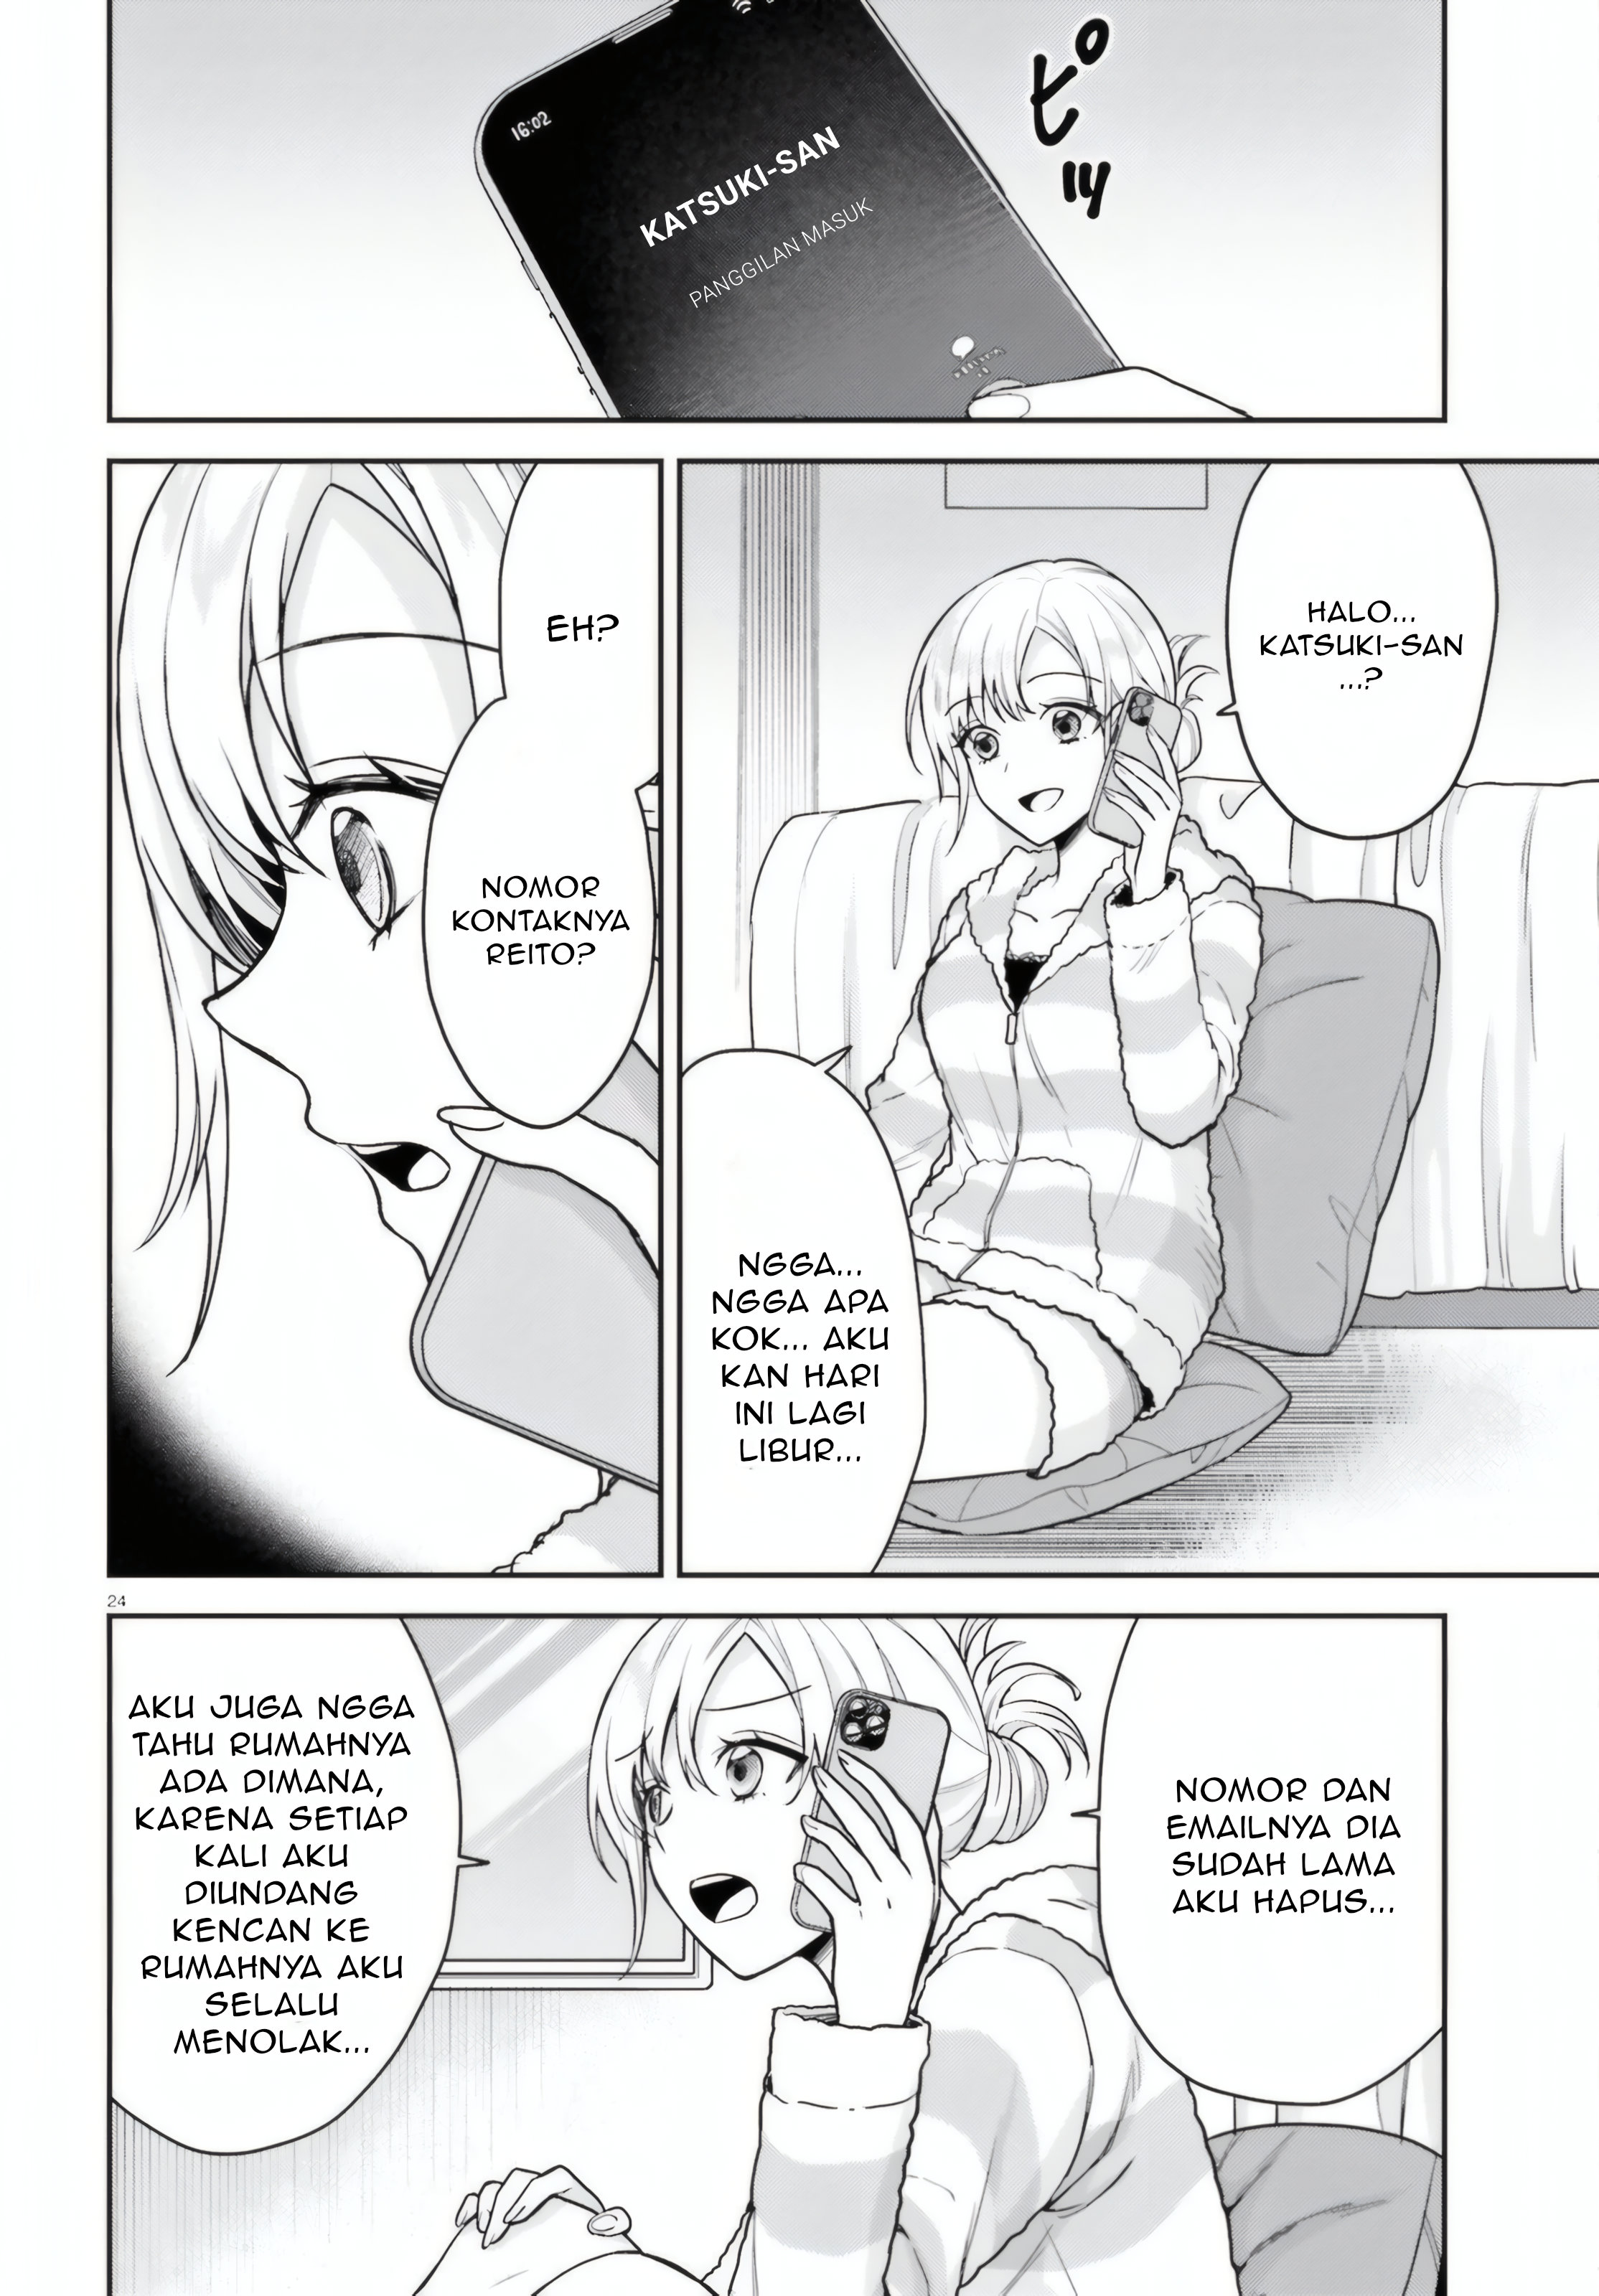 16:02
KATSUKI-SAN
PANGGILAN MASUK
ピ
ッ
HALO...
KATSUKI-SAN
...?
NGGA...
NGGA APA
KOK... AKU
KAN HARI
INI LAGI
LIBUR...
EH?
NOMOR
KONTAKNYA
REITO?
24
NOMOR DAN
EMAILNYA DIA
SUDAH LAMA
AKU HAPUS...
AKU JUGA NGGA
TAHU RUMAHNYA
ADA DIMANA,
KARENA SETIAP
KALI AKU
DIUNDANG
KENCAN KE
RUMAHNYA AKU
SELALU
MENOLAK...